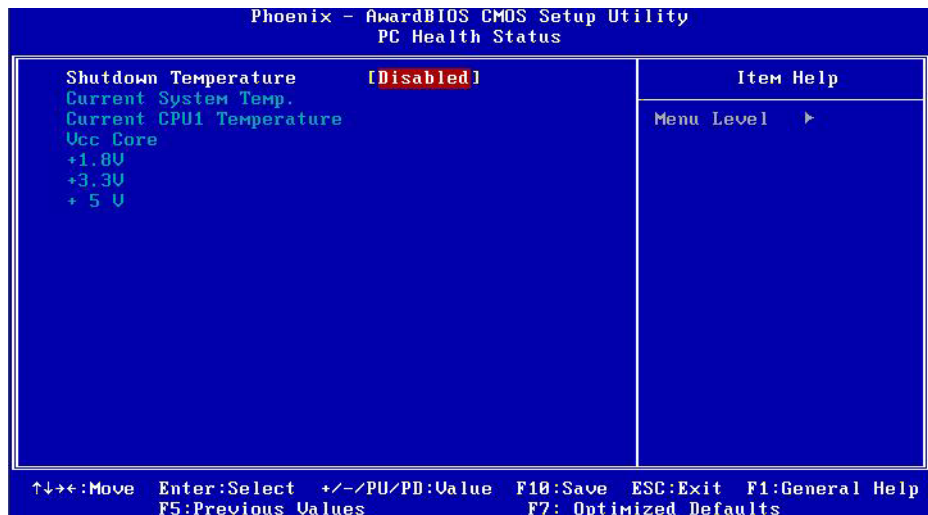 Phoenix - AwardBIOS CMOS Setup Utility
PC Health Status
Shutdown Temperature [Disabled]
Current System Temp.
Current CPU1 Temperature
Vcc Core
+1.8V
+3.3V
+ 5 V
Item Help
Menu Level ►
↑↓→←:Move Enter:Select +/-/PU/PD:Value F10:Save ESC:Exit F1:General Help
F5:Previous Values F7: Optimized Defaults